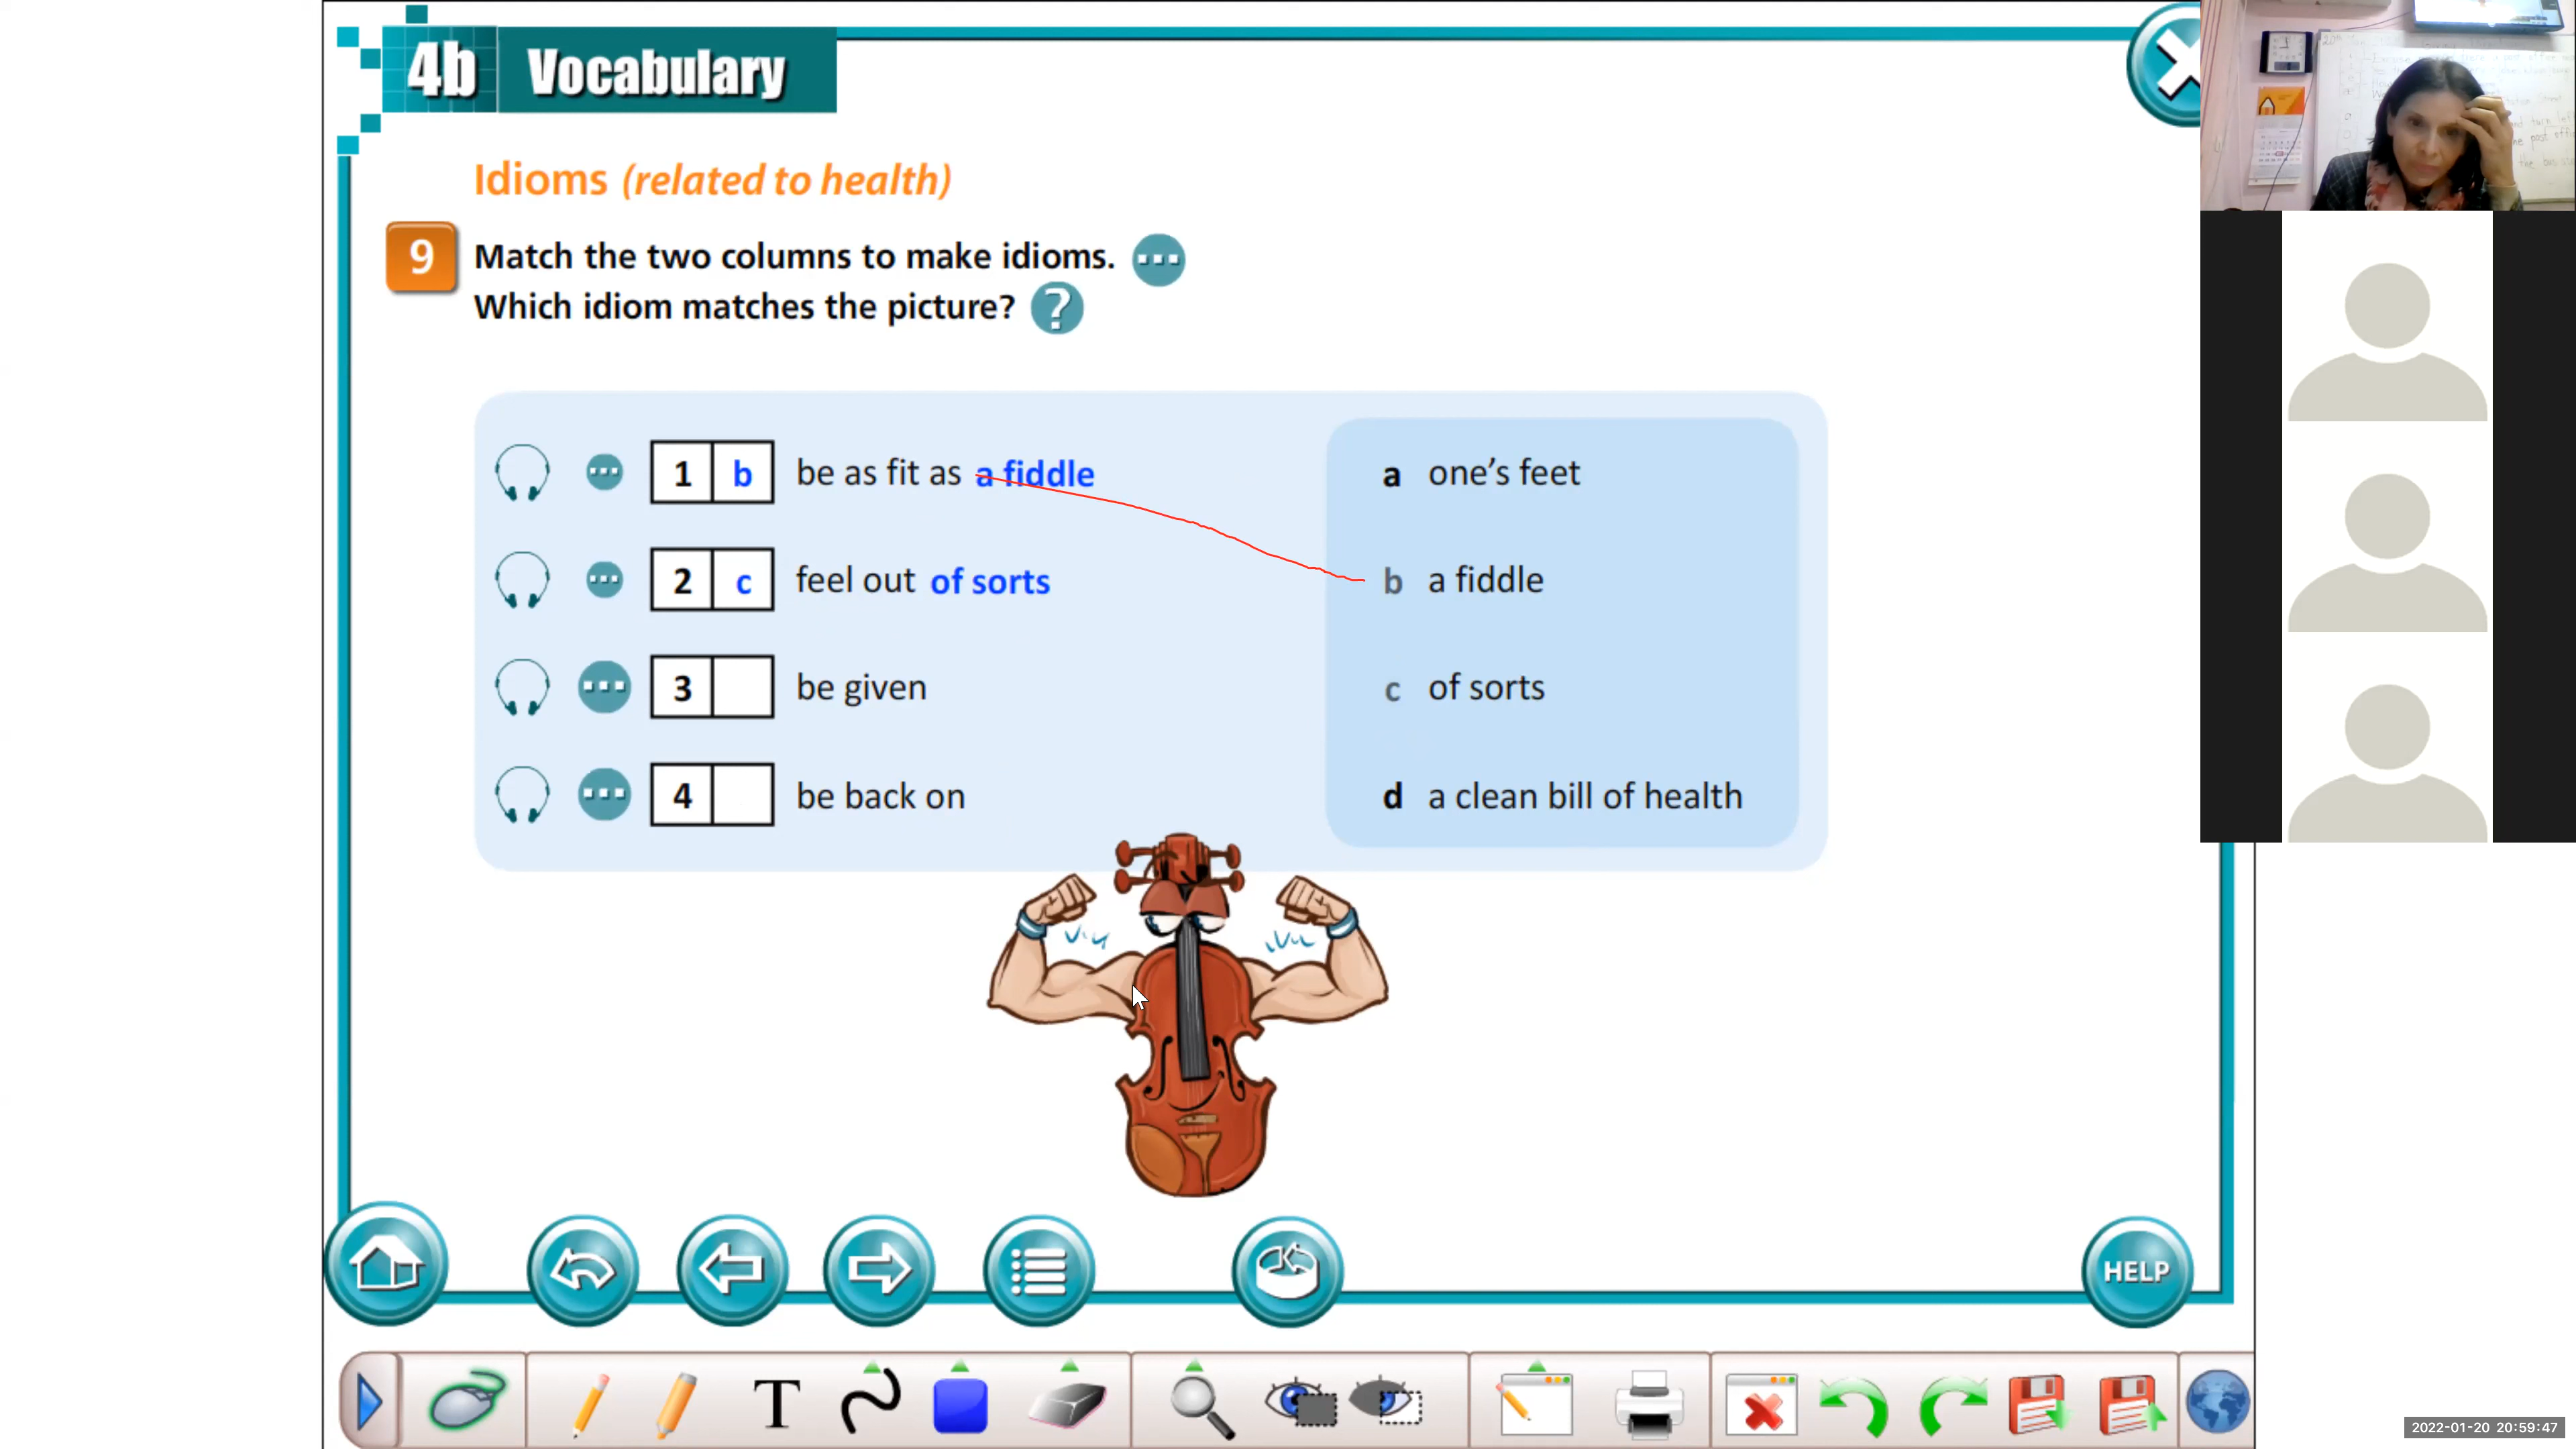 4b Vocabulary
Idioms (related to health)
9 Match the two columns to make idioms.
Which idiom matches the picture? ?
1 b be as fit as a fiddle
2 c feel out of sorts
3 be given
4 be back on
a one's feet
b a fiddle
c of sorts
d a clean bill of health
HELP
T
2022-01-20 20:59:47